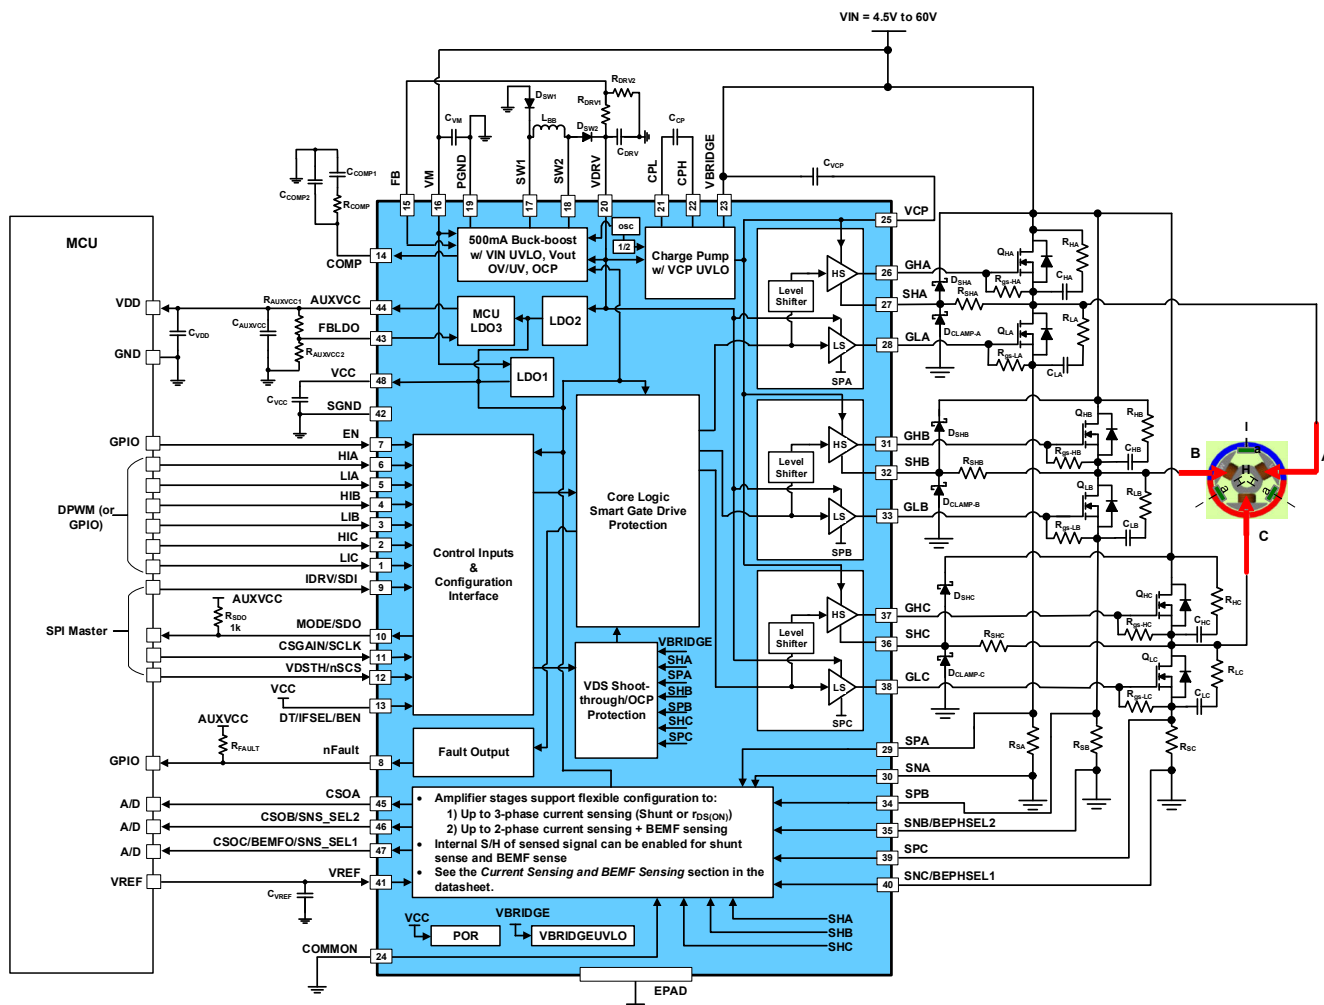 VIN = 4.5V to 60V
DSW1
RDRV2
RDRV1
LBB
DSW2
CVM
CDRV
CCP
CVCP
CCOMP1
CCOMP2
RCOMP
FB
VM
PGND
SW1
SW2
VDRV
CPL
CPH
VBRIDGE
15
16
19
17
18
20
21
22
23
MCU
COMP
14
500mA Buck-boost
w/ VIN UVLO, Vout
OV/UV, OCP
osc
1/2
Charge Pump
w/ VCP UVLO
25
VCP
VDD
CVDD
GND
CAUXVCC
RAUXVCC1
RAUXVCC2
AUXVCC
44
FBLDO
43
MCU
LDO3
LDO2
LDO1
VCC
48
CVCC
SGND
42
Level
Shifter
HS
LS
SPA
26
GHA
27
SHA
28
GLA
DSHA
RSHA
DCLAMP-A
QHA
Rgs-HA
RHA
CHA
QLA
Rgs-LA
RLA
CLA
GPIO
EN
7
HIA
6
LIA
5
HIB
4
LIB
3
HIC
2
LIC
1
DPWM (or
GPIO)
IDRV/SDI
9
AUXVCC
RSDO
1k
SPI Master
MODE/SDO
10
CSGAIN/SCLK
11
VDSTH/nSCS
12
VCC
13
DT/IFSEL/BEN
Control Inputs
&
Configuration
Interface
Core Logic
Smart Gate Drive
Protection
Level
Shifter
HS
LS
SPB
31
GHB
32
SHB
33
GLB
DSHB
RSHB
DCLAMP-B
QHB
Rgs-HB
RHB
CHB
QLB
Rgs-LB
RLB
CLB
I
B
A
C
H
H
H
a
a
a
Level
Shifter
HS
LS
SPC
37
GHC
36
SHC
38
GLC
DSHC
RSHC
DCLAMP-C
QHC
Rgs-HC
RHC
CHC
QLC
Rgs-LC
RLC
CLC
VDS Shoot-
through/OCP
Protection
VBRIDGE
SHA
SPA
SHB
SPB
SHC
SPC
AUXVCC
RFAULT
GPIO
nFault
8
Fault Output
29
SPA
30
SNA
34
SPB
35
SNB/BEPHSEL2
39
SPC
40
SNC/BEPHSEL1
RSA
RSB
RSC
A/D
CSOA
45
A/D
CSOB/SNS_SEL2
46
A/D
CSOC/BEMFO/SNS_SEL1
47
VREF
VREF
41
CVREF
• Amplifier stages support flexible configuration to:
1) Up to 3-phase current sensing (Shunt or rDS(ON))
2) Up to 2-phase current sensing + BEMF sensing
• Internal S/H of sensed signal can be enabled for shunt
sense and BEMF sense
• See the Current Sensing and BEMF Sensing section in the
datasheet.
VCC
POR
VBRIDGE
VBRIDGEUVLO
SHA
SHB
SHC
COMMON
24
EPAD